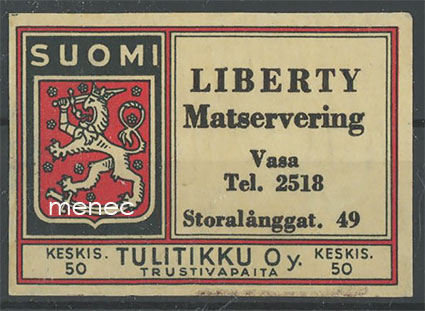 SUOMI
LIBERTY
Matservering
Vasa
Tel. 2518
Storalånggat. 49
menec
KESKIS.
50
TULITIKKU Oy.
TRUSTIVAPAITA
KESKIS.
50